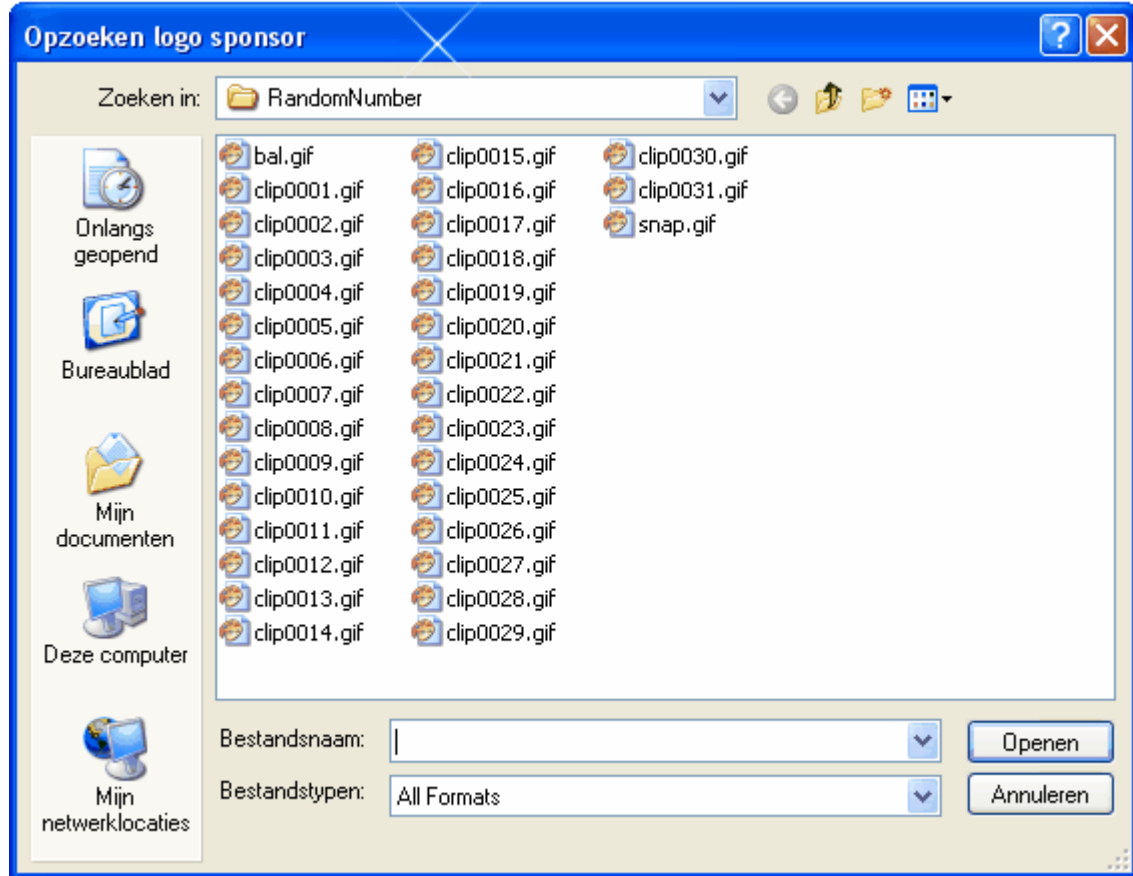 Opzoeken logo sponsor
Zoeken in: RandomNumber
Onlangs
geopend
Bureaublad
Mijn
documenten
Deze computer
Mijn
netwerklocaties
bal.gif
clip0001.gif
clip0002.gif
clip0003.gif
clip0004.gif
clip0005.gif
clip0006.gif
clip0007.gif
clip0008.gif
clip0009.gif
clip0010.gif
clip0011.gif
clip0012.gif
clip0013.gif
clip0014.gif
clip0015.gif
clip0016.gif
clip0017.gif
clip0018.gif
clip0019.gif
clip0020.gif
clip0021.gif
clip0022.gif
clip0023.gif
clip0024.gif
clip0025.gif
clip0026.gif
clip0027.gif
clip0028.gif
clip0029.gif
clip0030.gif
clip0031.gif
snap.gif
Bestandsnaam: Openen
Bestandstypen: All Formats Annuleren